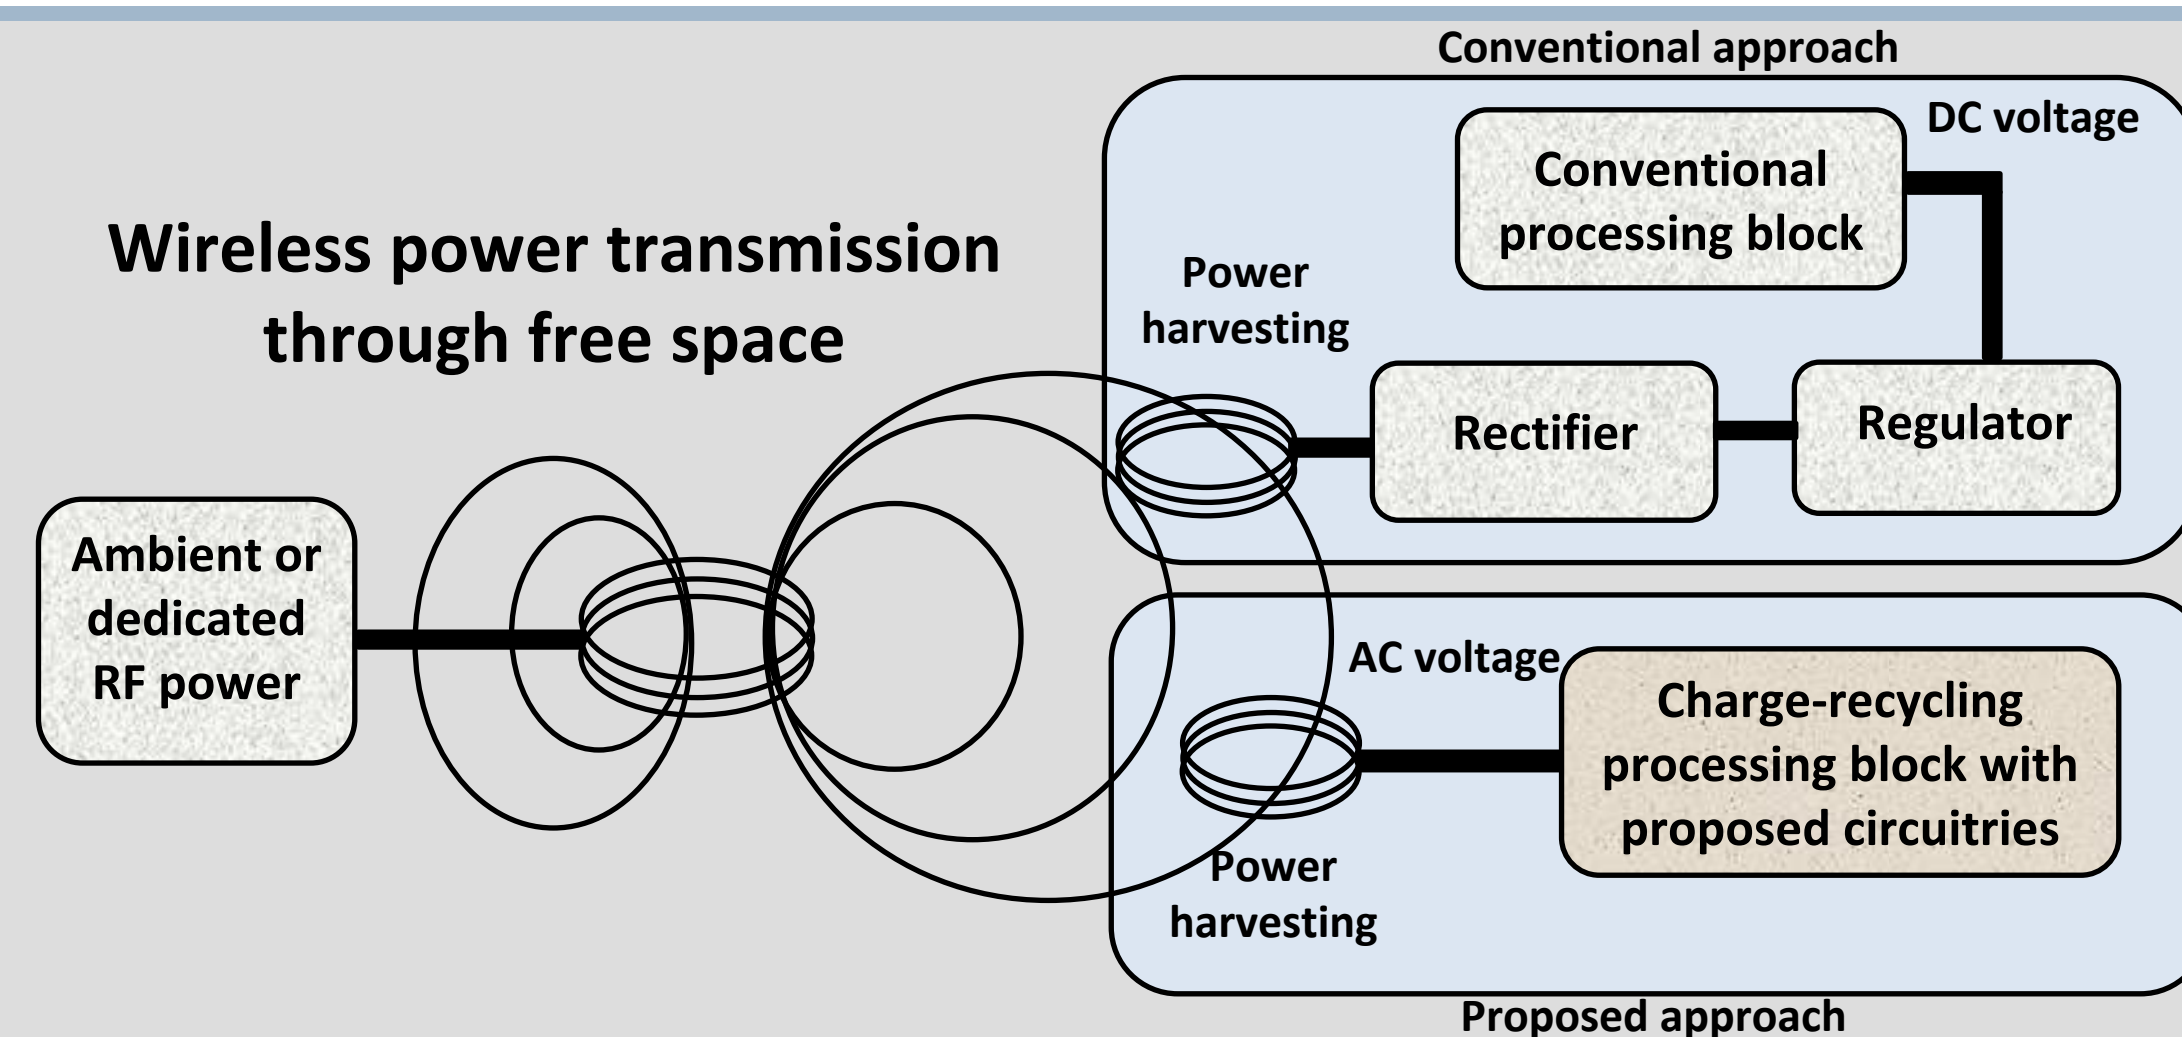 Conventional approach
DC voltage
Conventional
processing block
Wireless power transmission
through free space
Power
harvesting
Rectifier
Regulator
Ambient or
dedicated
RF power
AC voltage
Charge-recycling
processing block with
proposed circuitries
Power
harvesting
Proposed approach